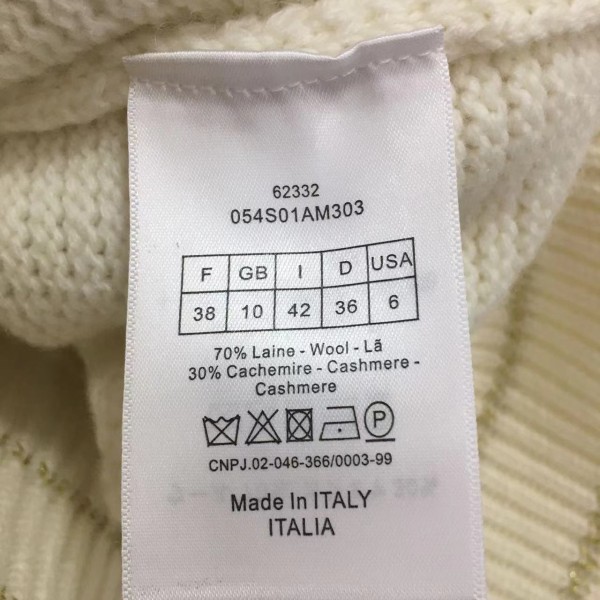 62332
054S01AM303
F GB I D USA
38 10 42 36 6
70% Laine - Wool - Lã
30% Cachemire - Cashmere -
Cashmere
P
CNPJ.02-046-366/0003-99
Made In ITALY
ITALIA